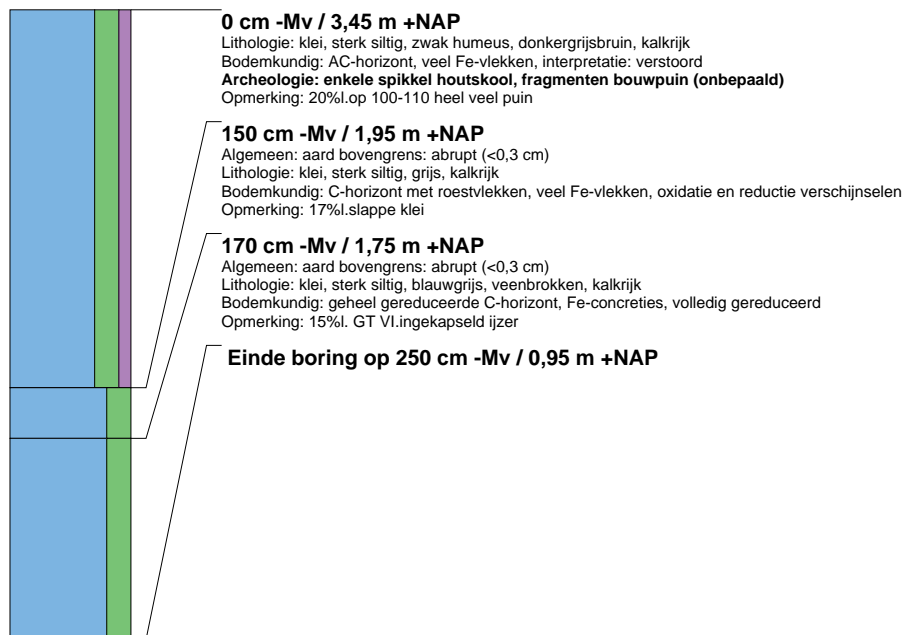 0 cm -Mv / 3,45 m +NAP
Lithologie: klei, sterk siltig, zwak humeus, donkergrijsbruin, kalkrijk
Bodemkundig: AC-horizont, veel Fe-vlekken, interpretatie: verstoord
Archeologie: enkele spikkel houtskool, fragmenten bouwpuin (onbepaald)
Opmerking: 20%l.op 100-110 heel veel puin
150 cm -Mv / 1,95 m +NAP
Algemeen: aard bovengrens: abrupt (<0,3 cm)
Lithologie: klei, sterk siltig, grijs, kalkrijk
Bodemkundig: C-horizont met roestvlekken, veel Fe-vlekken, oxidatie en reductie verschijnselen
Opmerking: 17%l.slappe klei
170 cm -Mv / 1,75 m +NAP
Algemeen: aard bovengrens: abrupt (<0,3 cm)
Lithologie: klei, sterk siltig, blauwgrijs, veenbrokken, kalkrijk
Bodemkundig: geheel gereduceerde C-horizont, Fe-concreties, volledig gereduceerd
Opmerking: 15%l. GT VI.ingekapseld ijzer
Einde boring op 250 cm -Mv / 0,95 m +NAP